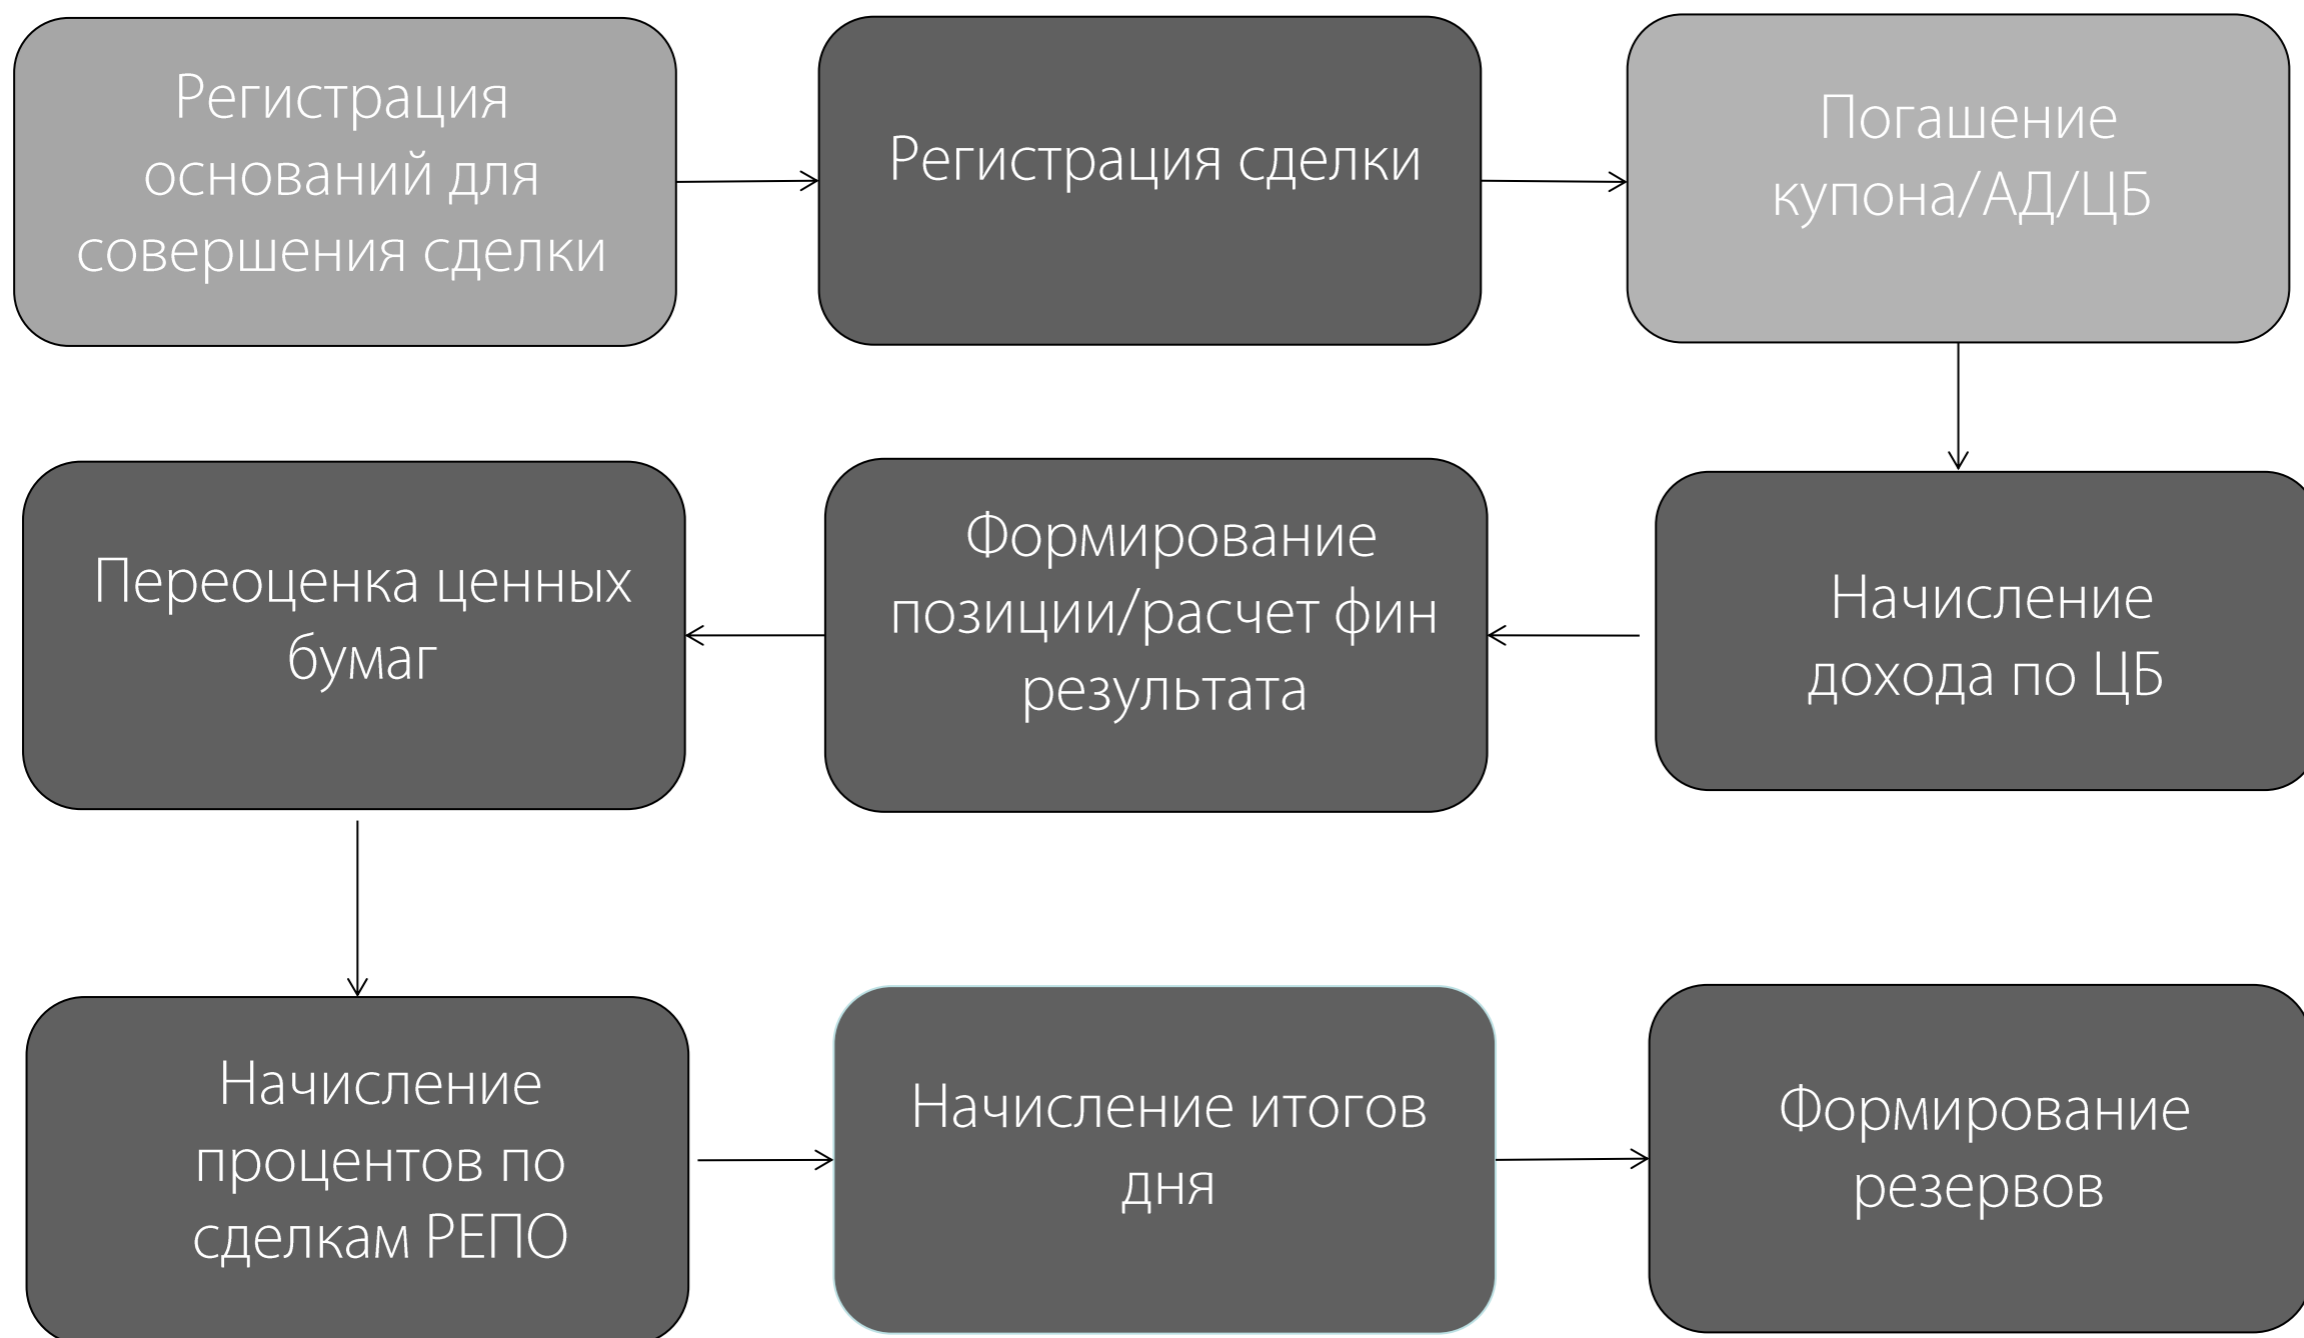 Регистрация
оснований для
совершения сделки
Регистрация сделки
Погашение
купона/АД/ЦБ
Начисление
дохода по ЦБ
Формирование
позиции/расчет фин
результата
Переоценка ценных
бумаг
Начисление
процентов по
сделкам РЕПО
Начисление итогов
дня
Формирование
резервов